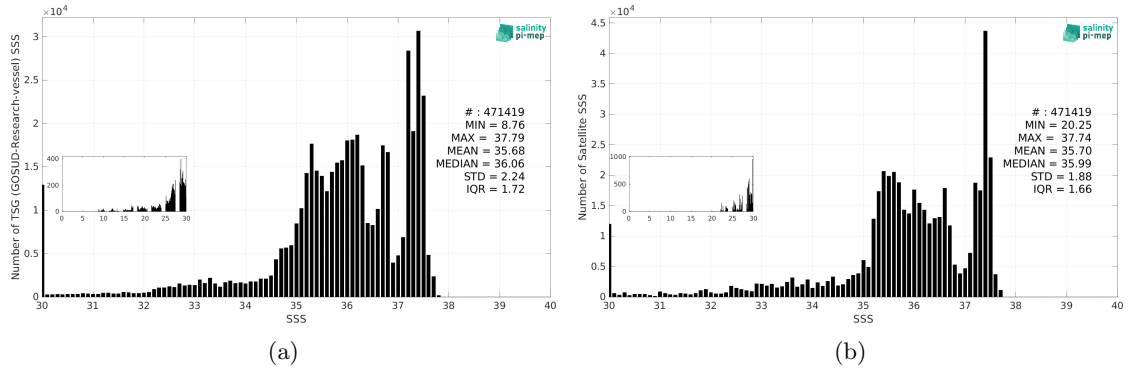 ×10⁴
3
2.5
2
1.5
1
0.5
0
Number of TSG (GOSUD-Research-vessel) SSS
salinity
pi-mep
# : 471419
MIN = 8.76
MAX = 37.79
MEAN = 35.68
MEDIAN = 36.06
STD = 2.24
IQR = 1.72
400
200
0
0 5 10 15 20 25 30
30 31 32 33 34 35 36 37 38 39 40
SSS
(a)
×10⁴
4.5
4
3.5
3
2.5
2
1.5
1
0.5
0
Number of Satellite SSS
salinity
pi-mep
# : 471419
MIN = 20.25
MAX = 37.74
MEAN = 35.70
MEDIAN = 35.99
STD = 1.88
IQR = 1.66
1000
500
0
0 5 10 15 20 25 30
30 31 32 33 34 35 36 37 38 39 40
SSS
(b)